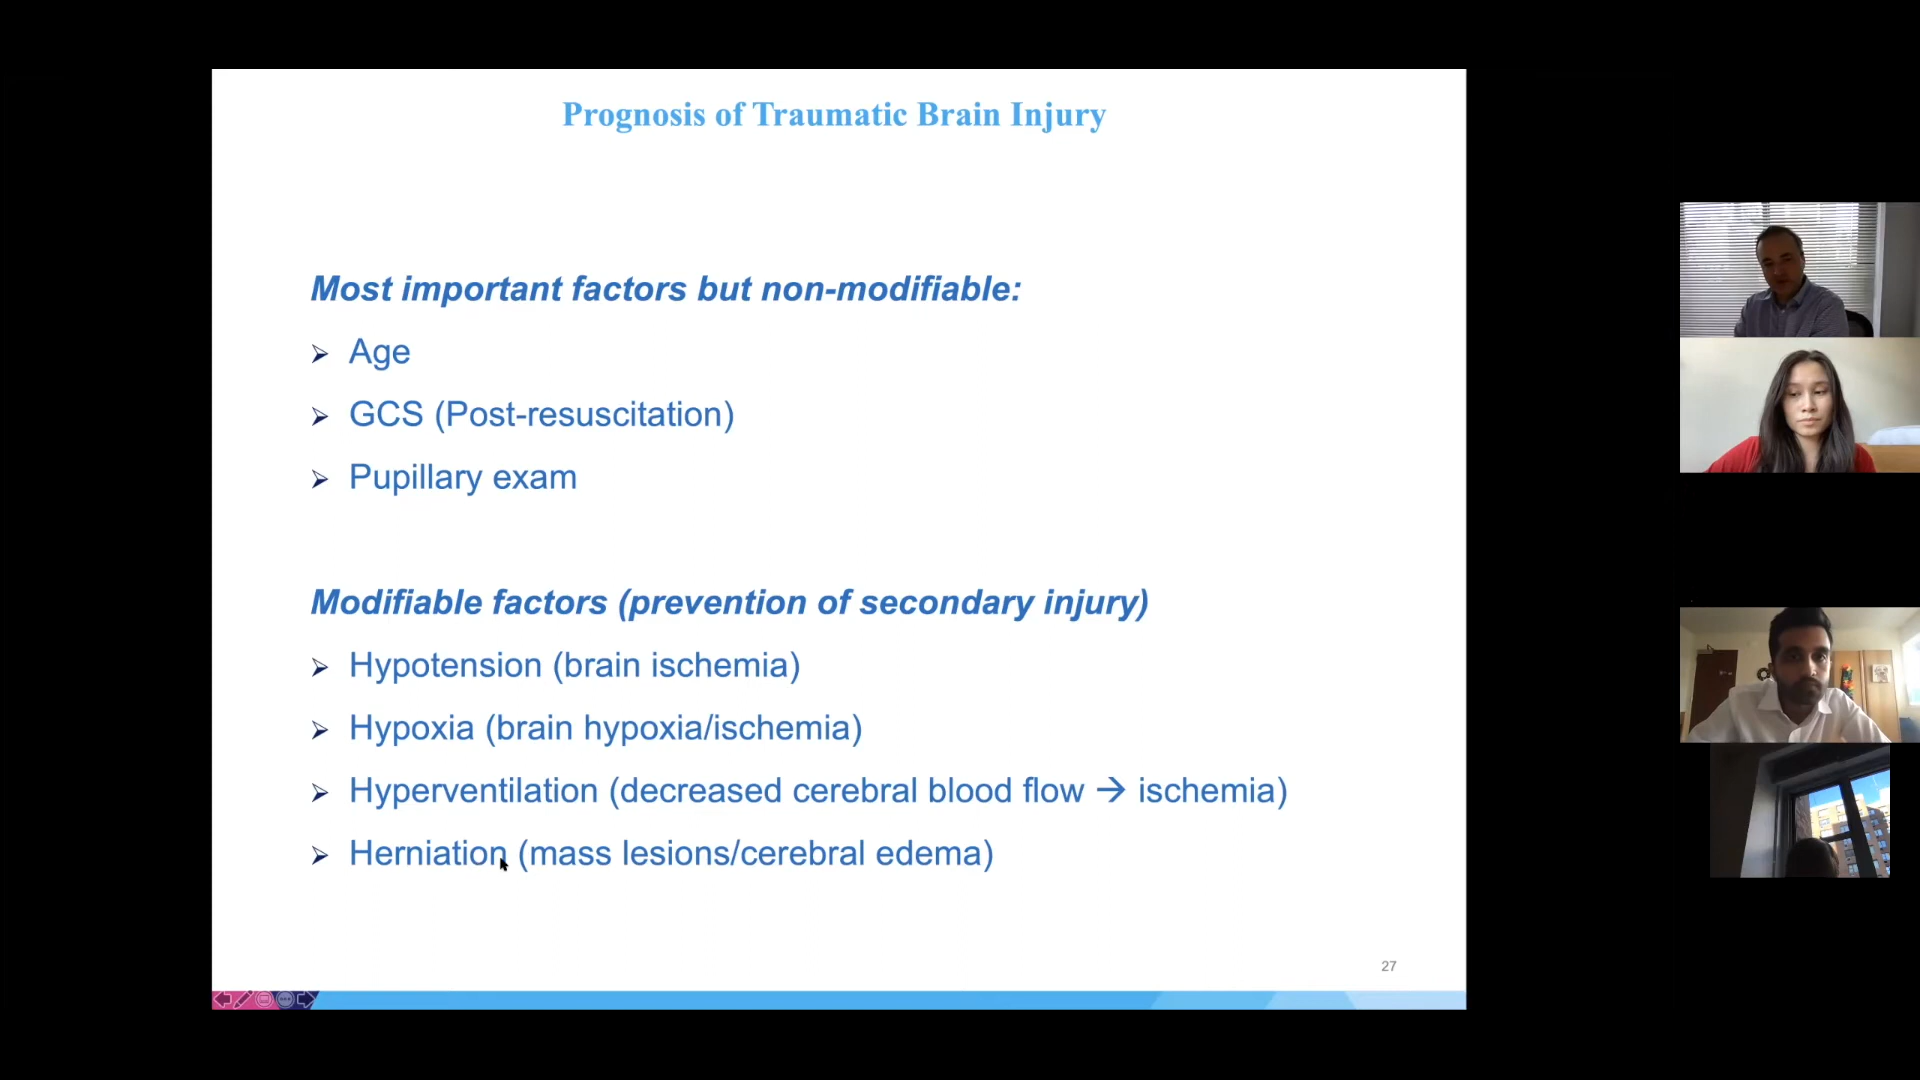 Prognosis of Traumatic Brain Injury
Most important factors but non-modifiable:
Age
GCS (Post-resuscitation)
Pupillary exam
Modifiable factors (prevention of secondary injury)
Hypotension (brain ischemia)
Hypoxia (brain hypoxia/ischemia)
Hyperventilation (decreased cerebral blood flow → ischemia)
Herniation (mass lesions/cerebral edema)
27